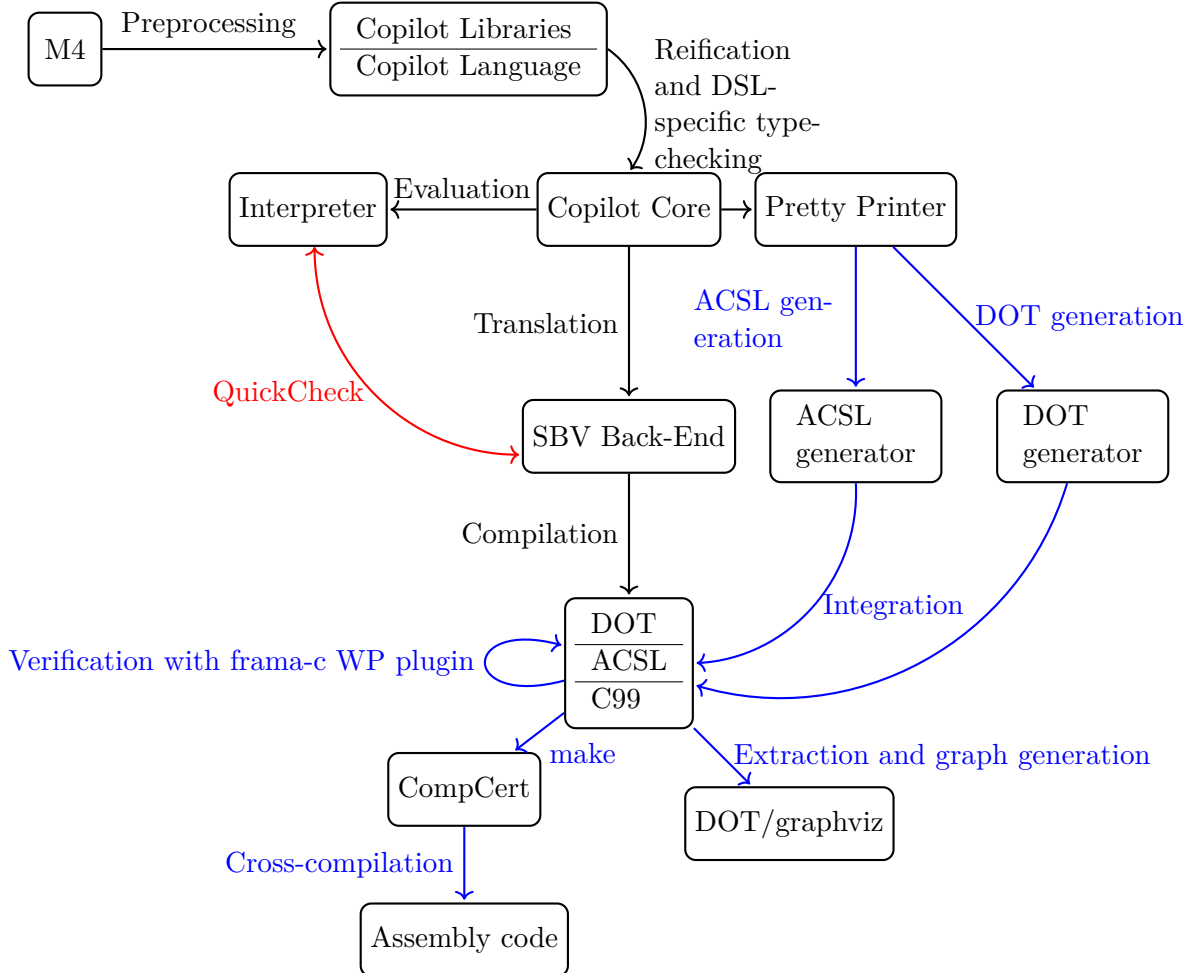 M4
Preprocessing
Copilot Libraries
Copilot Language
Reification
and DSL-
specific type-
checking
Interpreter
Evaluation
Copilot Core
Pretty Printer
ACSL gen-
eration
DOT generation
Translation
QuickCheck
SBV Back-End
ACSL
generator
DOT
generator
Compilation
Integration
DOT
ACSL
C99
Verification with frama-c WP plugin
make
Extraction and graph generation
CompCert
DOT/graphviz
Cross-compilation
Assembly code